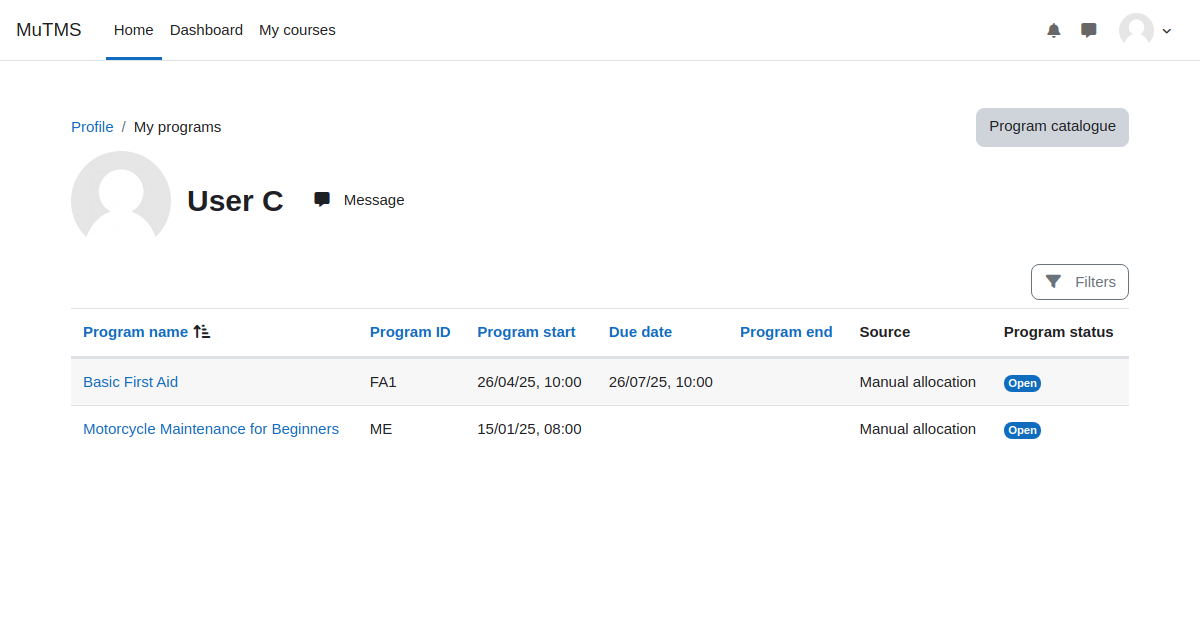 MuTMS Home Dashboard My courses
Profile / My programs Program catalogue
User C Message
Filters
Program name Program ID Program start Due date Program end Source Program status
Basic First Aid FA1 26/04/25, 10:00 26/07/25, 10:00 Manual allocation Open
Motorcycle Maintenance for Beginners ME 15/01/25, 08:00 Manual allocation Open